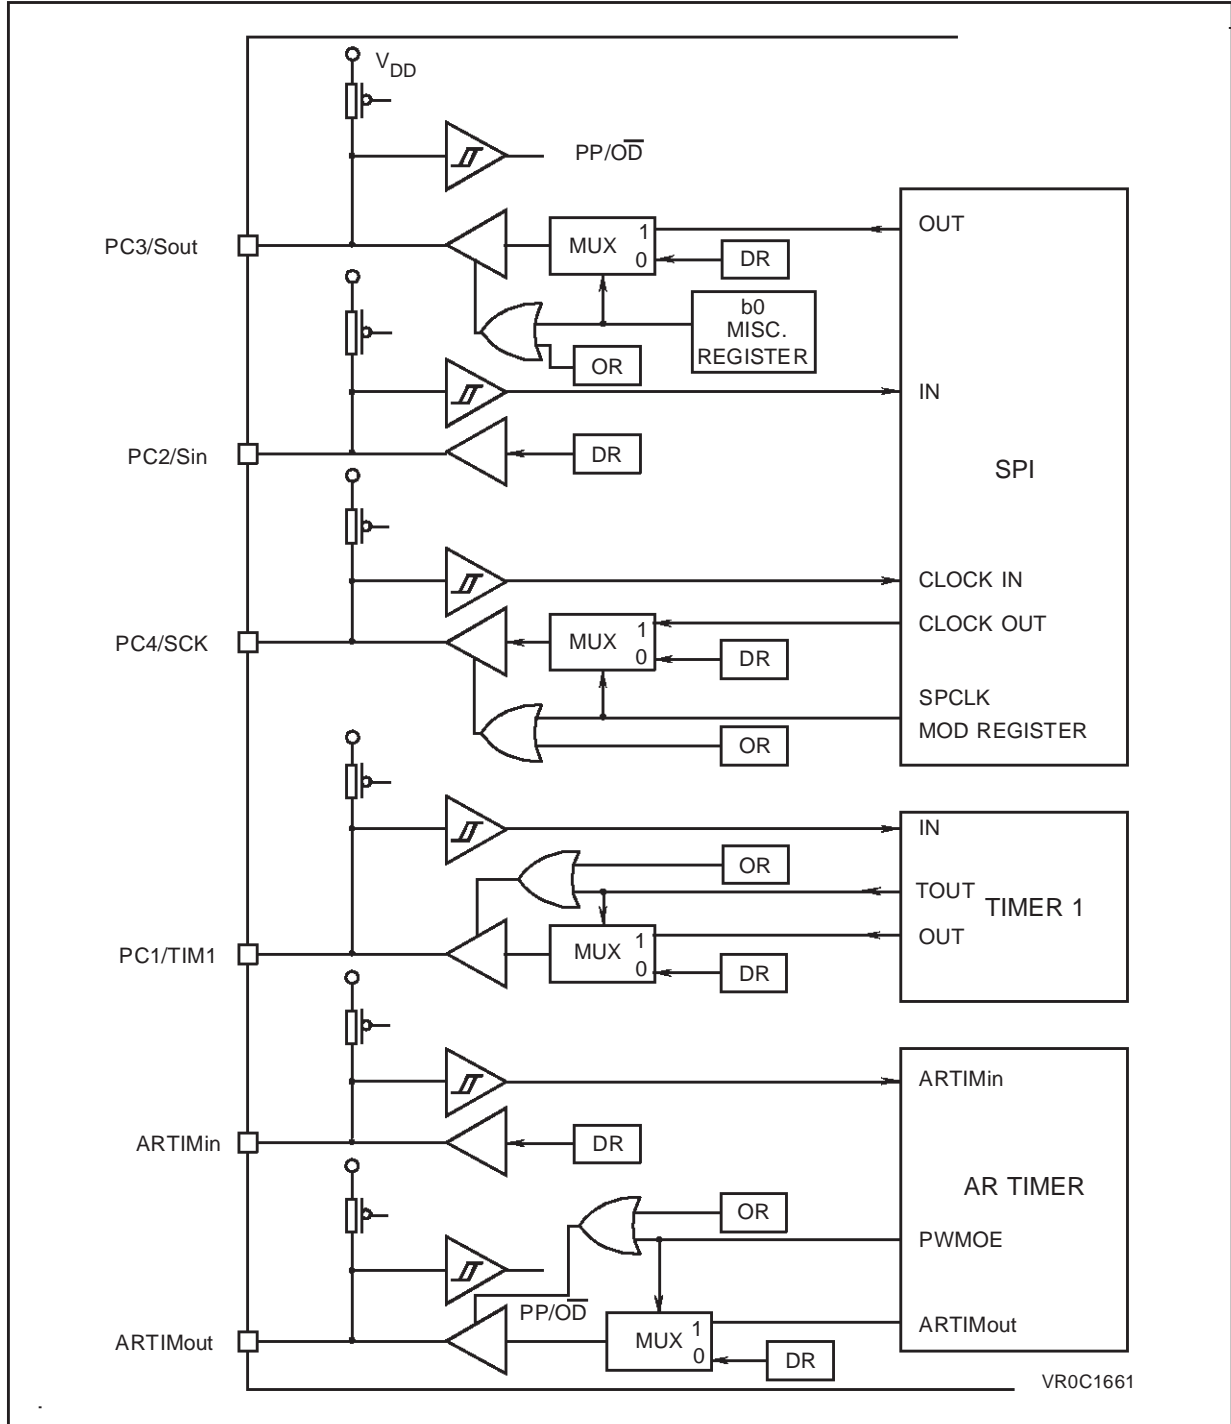 VDD
PP/OD
PC3/Sout
MUX
1
0
DR
OUT
b0
MISC.
REGISTER
OR
IN
PC2/Sin
DR
SPI
CLOCK IN
PC4/SCK
MUX
1
0
CLOCK OUT
DR
SPCLK
MOD REGISTER
OR
IN
OR
TOUT
TIMER 1
PC1/TIM1
MUX
1
0
OUT
DR
ARTIMin
ARTIMin
DR
AR TIMER
OR
PWMOE
PP/OD
ARTIMout
MUX
1
0
ARTIMout
DR
VR0C1661